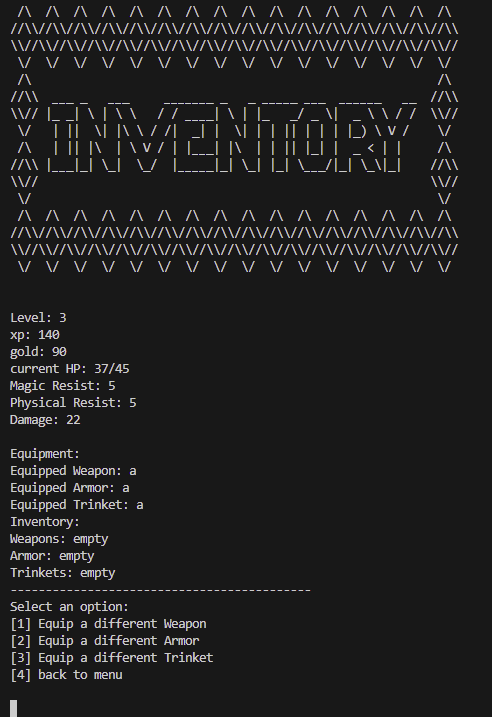 INVENTORY
Level: 3
xp: 140
gold: 90
current HP: 37/45
Magic Resist: 5
Physical Resist: 5
Damage: 22
Equipment:
Equipped Weapon: a
Equipped Armor: a
Equipped Trinket: a
Inventory:
Weapons: empty
Armor: empty
Trinkets: empty
-------------------------------------------
Select an option:
[1] Equip a different Weapon
[2] Equip a different Armor
[3] Equip a different Trinket
[4] back to menu